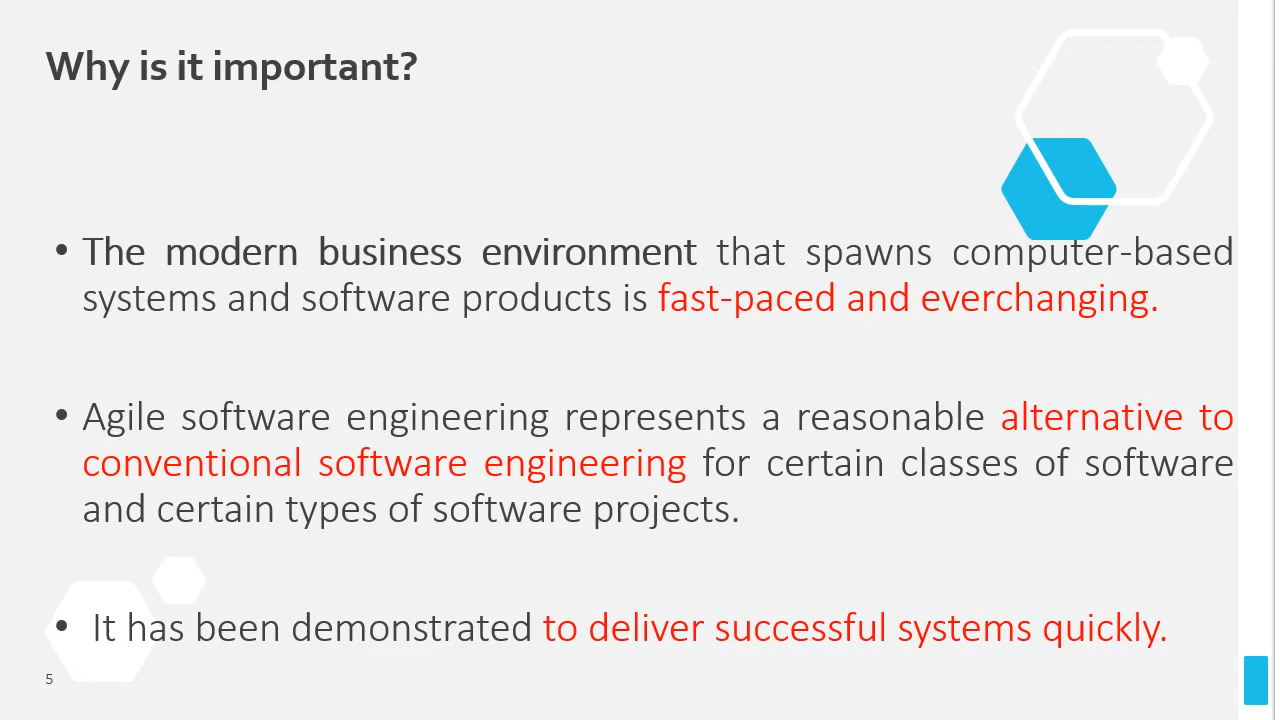 Why is it important?
• The modern business environment that spawns computer-based
systems and software products is fast-paced and everchanging.
• Agile software engineering represents a reasonable alternative to
conventional software engineering for certain classes of software
and certain types of software projects.
• It has been demonstrated to deliver successful systems quickly.
5